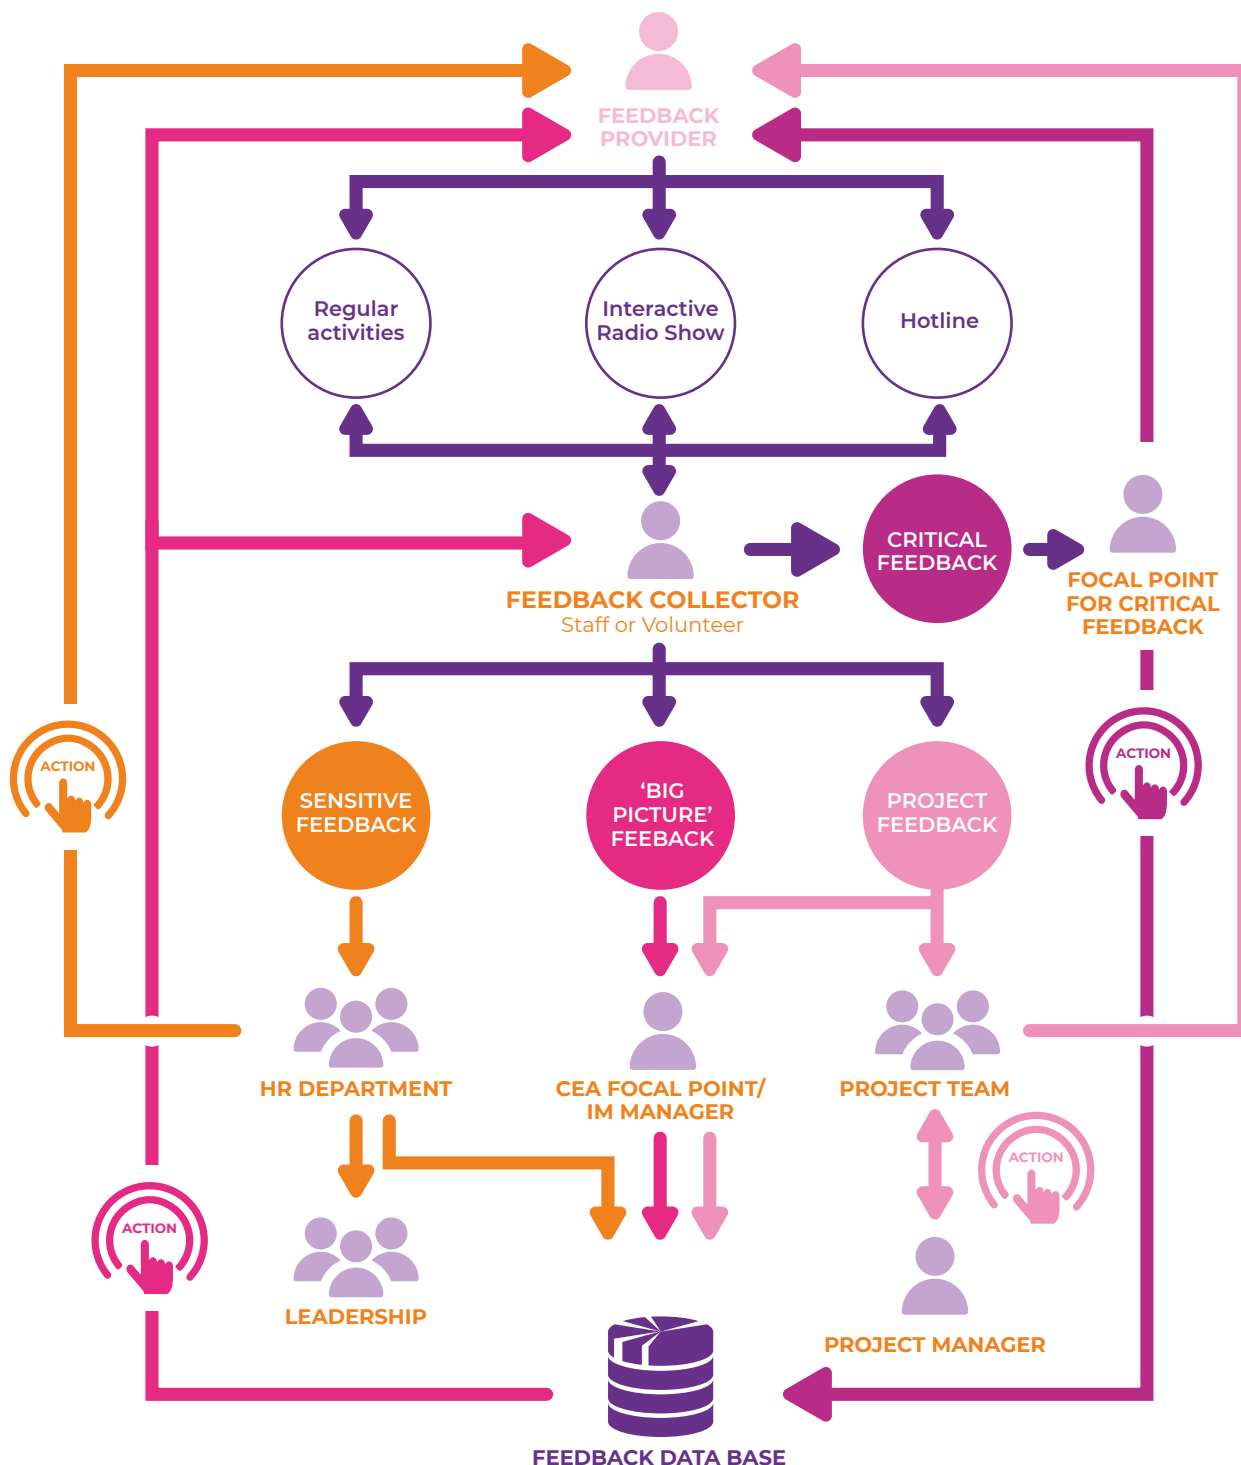 FEEDBACK
PROVIDER
Regular
activities
Interactive
Radio Show
Hotline
CRITICAL
FEEDBACK
FEEDBACK COLLECTOR
Staff or Volunteer
FOCAL POINT
FOR CRITICAL
FEEDBACK
ACTION
ACTION
SENSITIVE
FEEDBACK
‘BIG
PICTURE’
FEEBACK
PROJECT
FEEDBACK
HR DEPARTMENT
CEA FOCAL POINT/
IM MANAGER
PROJECT TEAM
ACTION
ACTION
LEADERSHIP
PROJECT MANAGER
FEEDBACK DATA BASE